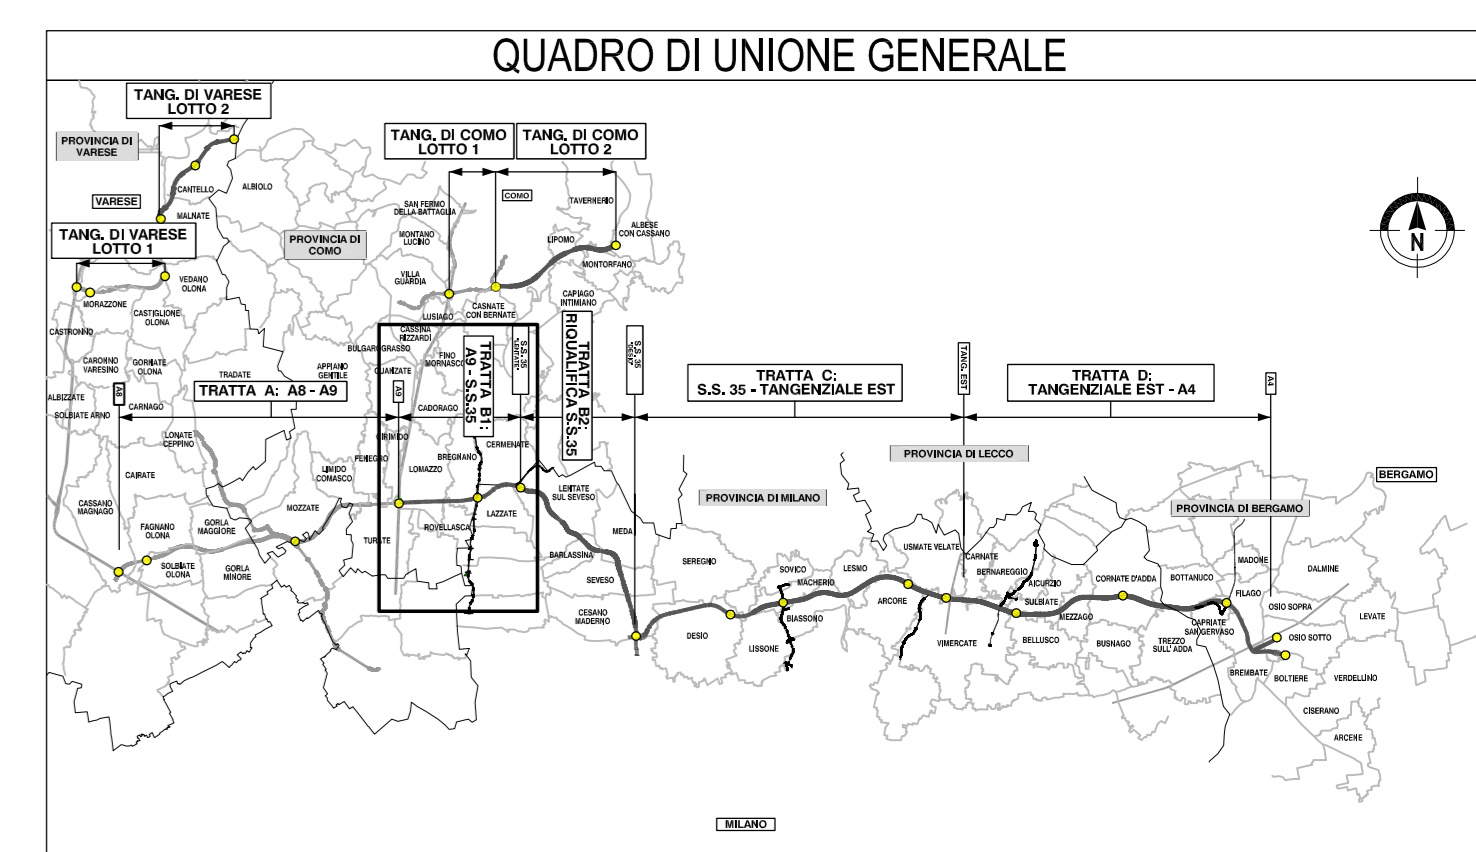 QUADRO DI UNIONE GENERALE
TANG. DI VARESE
LOTTO 2
PROVINCIA DI
VARESE
TANG. DI COMO
LOTTO 1
TANG. DI COMO
LOTTO 2
CANTELLO
ALBIOLO
VARESE
MALNATE
COMO
TAVERNERIO
SAN FERMO
DELLA BATTAGLIA
TANG. DI VARESE
LOTTO 1
PROVINCIA DI
COMO
MONTANO
LUCINO
LIPOMO
ALBESE
CON CASSANO
N
MONTORFANO
VILLA
GUARDIA
VEDANO
OLONA
MORAZZONE
CASTIGLIONE
OLONA
LUSIAGO
CASNATE
CON BERNATE
CAPIAGO
INTIMIANO
CASTRONNO
CASSINA
RIZZARDI
BULGAROGRASSO
FINO
MORNASCO
CARONNO
VARESINO
GORNATE
OLONA
TRADATE
APPIANO
GENTILE
GUANZATE
TRATTA B1:
A9 - S.S.35
S.S. 35
"LENTATE"
TRATTA B2:
RIQUALIFICA S.S.35
S.S. 35
"DESIO"
TRATTA C:
S.S. 35 - TANGENZIALE EST
TANG. EST
TRATTA D:
TANGENZIALE EST - A4
A4
A8
TRATTA A: A8 - A9
A9
ALBIZZATE
CARNAGO
SOLBIATE ARNO
CADORAGO
LONATE
CEPPINO
CIRIMIDO
CERMENATE
CAIRATE
LIMIDO
COMASCO
FENEGRO
LOMAZZO
BREGNANO
PROVINCIA DI LECCO
BERGAMO
CASSANO
MAGNAGO
MOZZATE
LENTATE
SUL SEVESO
PROVINCIA DI MILANO
PROVINCIA DI BERGAMO
FAGNANO
OLONA
GORLA
MAGGIORE
ROVELLASCA
LAZZATE
TURATE
MEDA
SOLBIATE
OLONA
GORLA
MINORE
BARLASSINA
SEREGNO
SOVICO
LESMO
USMATE VELATE
CARNATE
MADONE
SEVESO
MACHERIO
BERNAREGGIO
AICURZIO
CORNATE D'ADDA
BOTTANUCO
DALMINE
FILAGO
CESANO
MADERNO
ARCORE
SULBIATE
MEZZAGO
OSIO SOPRA
LEVATE
DESIO
BIASSONO
CAPRIATE
SAN GERVASO
LISSONE
VIMERCATE
BELLUSCO
BUSNAGO
TREZZO
SULL' ADDA
OSIO SOTTO
BREMBATE
BOLTIERE
VERDELLINO
CISERANO
ARCENE
MILANO